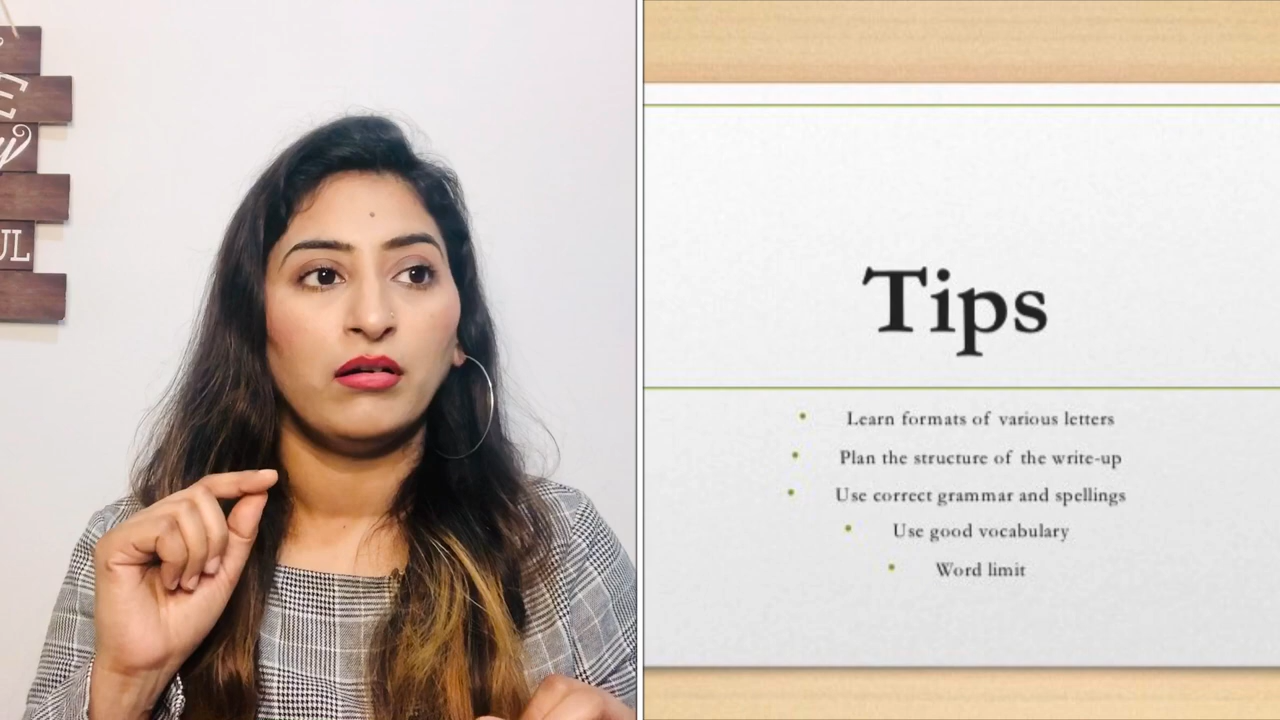 UL
Tips
• Learn formats of various letters
• Plan the structure of the write-up
• Use correct grammar and spellings
• Use good vocabulary
• Word limit